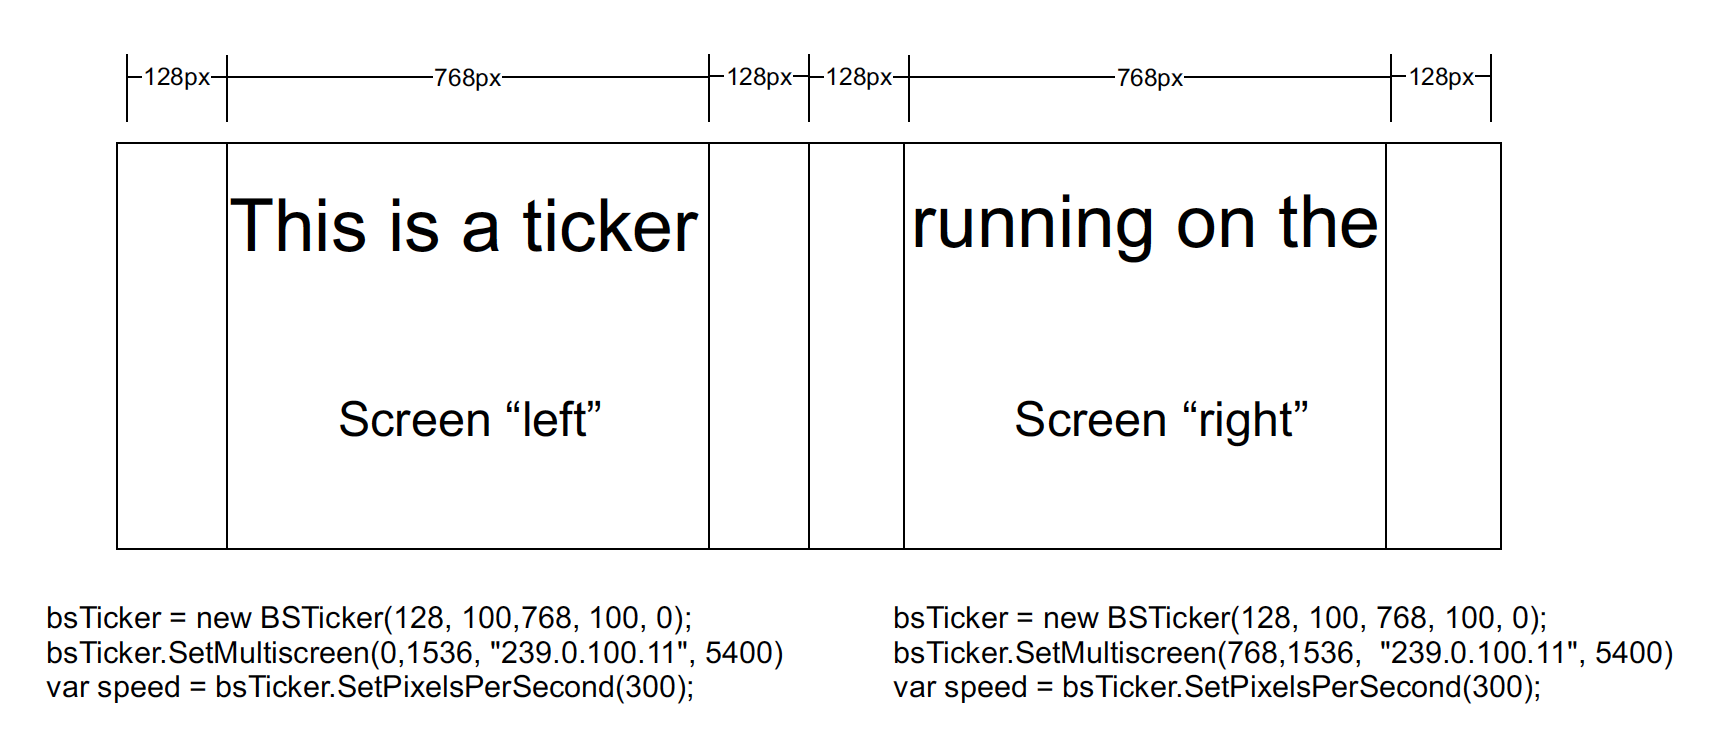 128px 768px 128px 128px 768px 128px
This is a ticker running on the
Screen “left” Screen “right”
bsTicker = new BSTicker(128, 100,768, 100, 0);
bsTicker.SetMultiscreen(0,1536, "239.0.100.11", 5400)
var speed = bsTicker.SetPixelsPerSecond(300);
bsTicker = new BSTicker(128, 100, 768, 100, 0);
bsTicker.SetMultiscreen(768,1536, "239.0.100.11", 5400)
var speed = bsTicker.SetPixelsPerSecond(300);